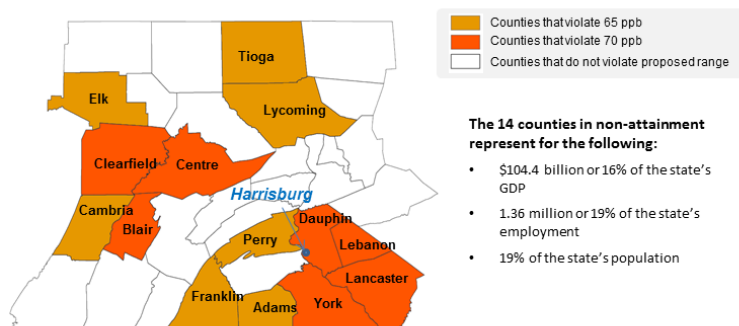 Counties that violate 65 ppb
Counties that violate 70 ppb
Counties that do not violate proposed range
Tioga
Elk
Lycoming
Clearfield
Centre
Harrisburg
Cambria
Blair
Dauphin
Perry
Lebanon
Lancaster
Franklin
Adams
York
The 14 counties in non-attainment
represent for the following:
• $104.4 billion or 16% of the state's
GDP
• 1.36 million or 19% of the state's
employment
• 19% of the state's population